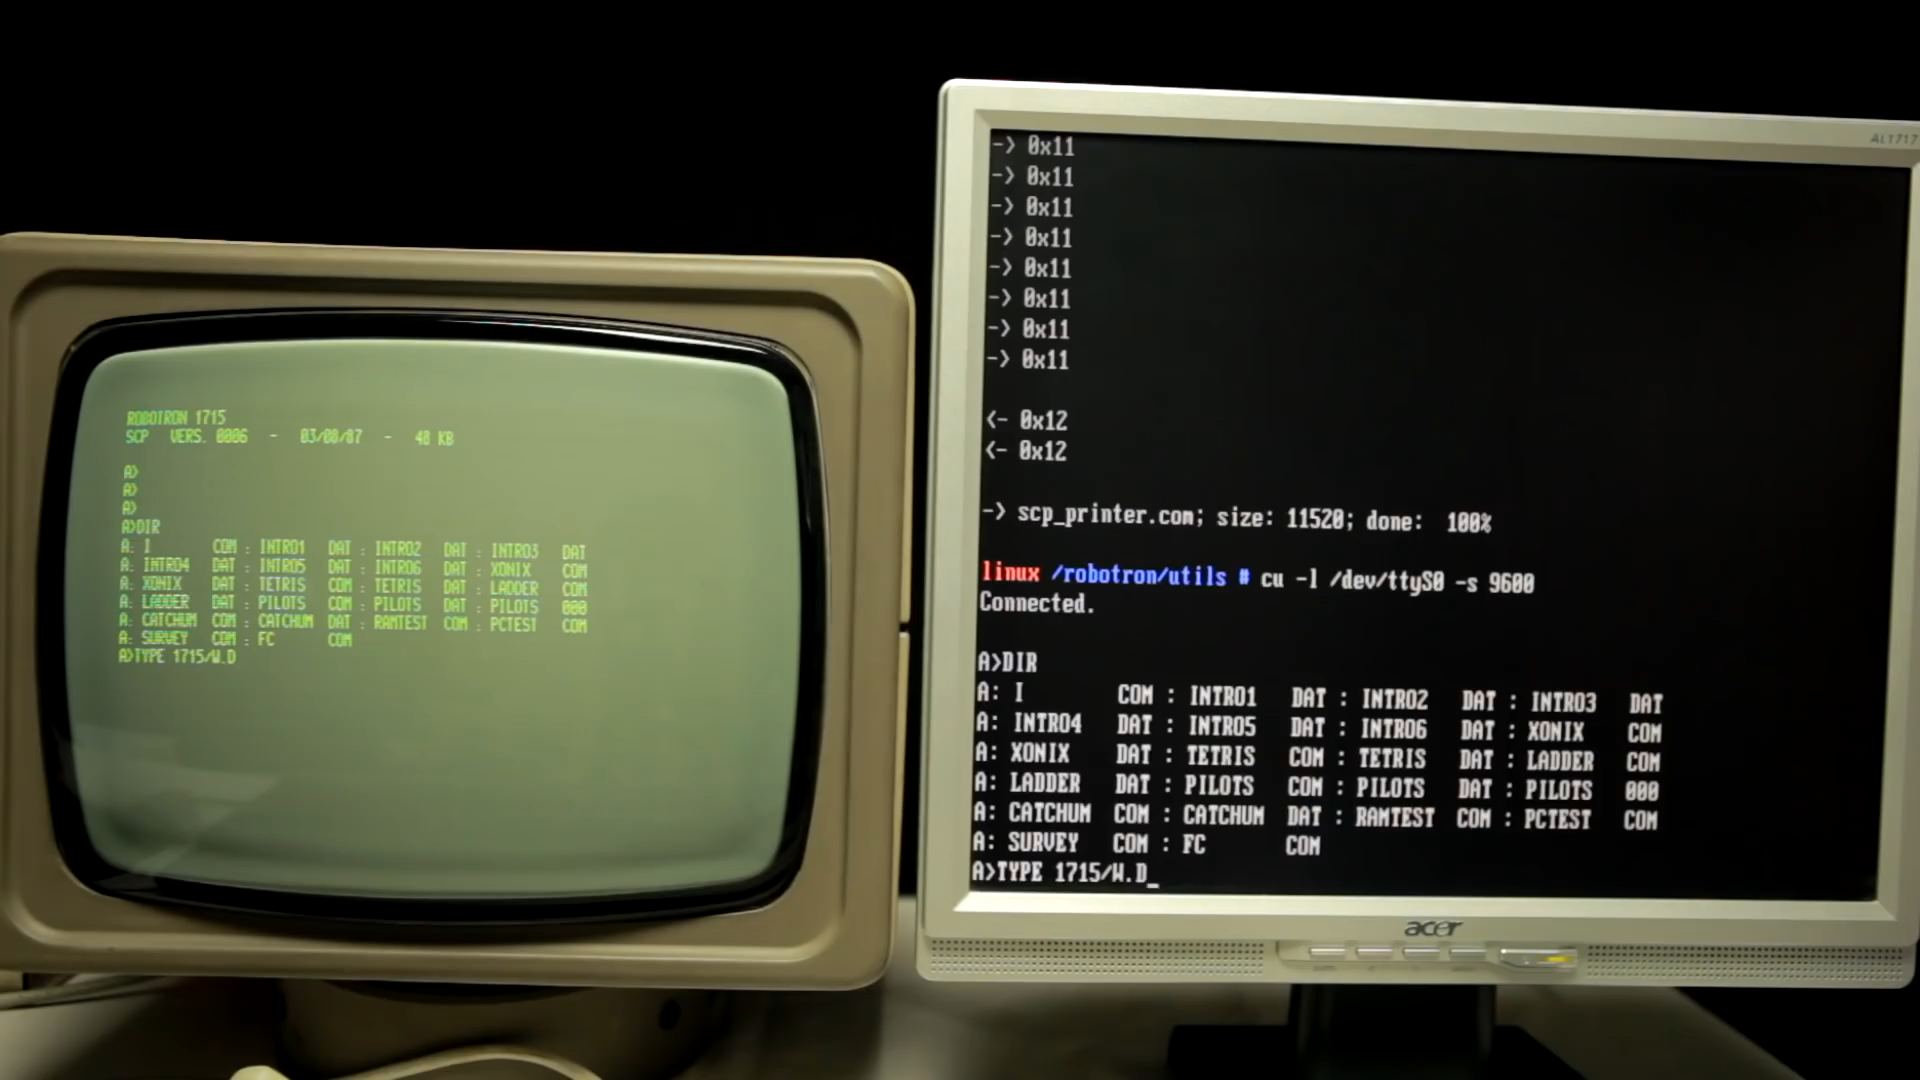 ROBOTRON 1715
SCP VERS. 0006 - 03/08/87 - 48 KB
A>
A>
A>
A>DIR
A: I COM : INTRO1 DAT : INTRO2 DAT : INTRO3 DAT
A: INTRO4 DAT : INTRO5 DAT : INTRO6 DAT : XONIX COM
A: XONIX DAT : TETRIS COM : TETRIS DAT : LADDER COM
A: LADDER DAT : PILOTS COM : PILOTS DAT : PILOTS 000
A: CATCHUM COM : CATCHUM DAT : RAMTEST COM : PCTEST COM
A: SURVEY COM : FC COM
A>TYPE 1715/W.D
AL1717
-> 0x11
-> 0x11
-> 0x11
-> 0x11
-> 0x11
-> 0x11
-> 0x11
-> 0x11
<- 0x12
<- 0x12
-> scp_printer.com; size: 11520; done: 100%
linux /robotron/utils # cu -l /dev/ttyS0 -s 9600
Connected.
A>DIR
A: I COM : INTRO1 DAT : INTRO2 DAT : INTRO3 DAT
A: INTRO4 DAT : INTRO5 DAT : INTRO6 DAT : XONIX COM
A: XONIX DAT : TETRIS COM : TETRIS DAT : LADDER COM
A: LADDER DAT : PILOTS COM : PILOTS DAT : PILOTS 000
A: CATCHUM COM : CATCHUM DAT : RAMTEST COM : PCTEST COM
A: SURVEY COM : FC COM
A>TYPE 1715/W.D_
acer